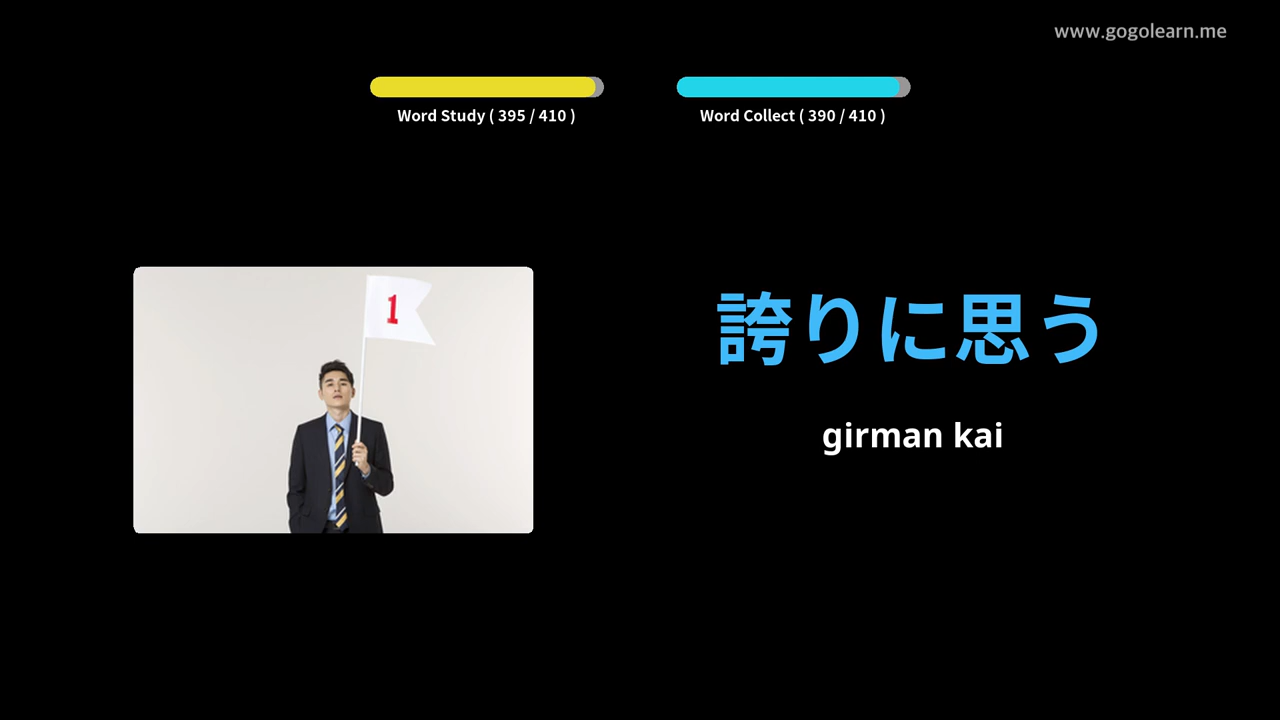 www.gogolearn.me
Word Study ( 395 / 410 )
Word Collect ( 390 / 410 )
1
誇りに思う
girman kai